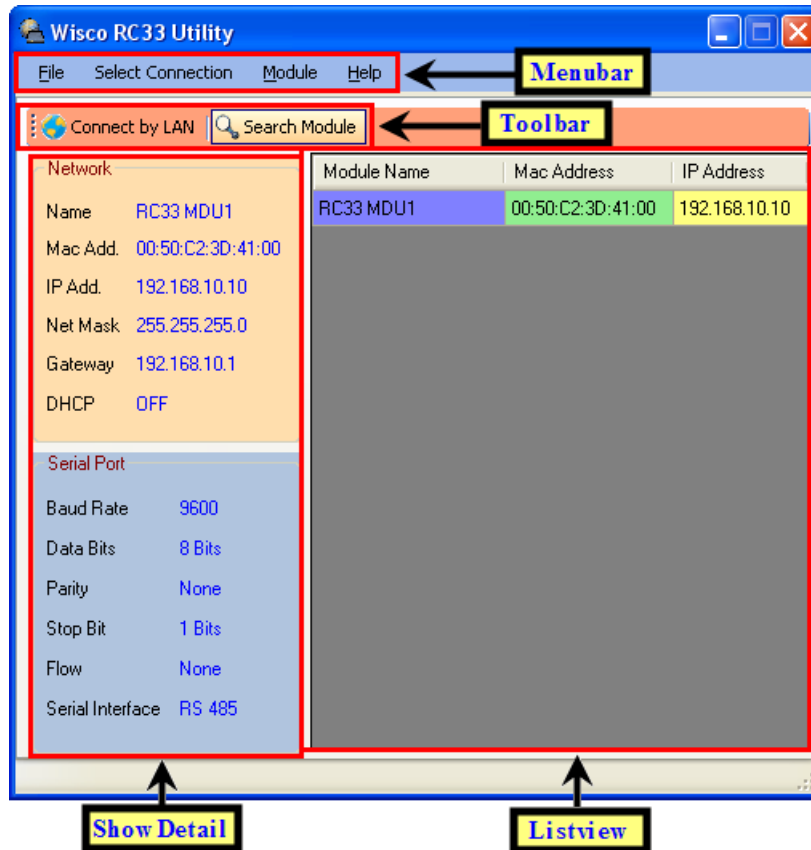 Wisco RC33 Utility
File Select Connection Module Help
Menubar
Connect by LAN Search Module
Toolbar
Network
Name RC33 MDU1
Mac Add. 00:50:C2:3D:41:00
IP Add. 192.168.10.10
Net Mask 255.255.255.0
Gateway 192.168.10.1
DHCP OFF
Serial Port
Baud Rate 9600
Data Bits 8 Bits
Parity None
Stop Bit 1 Bits
Flow None
Serial Interface RS 485
Module Name Mac Address IP Address
RC33 MDU1 00:50:C2:3D:41:00 192.168.10.10
Show Detail
Listview